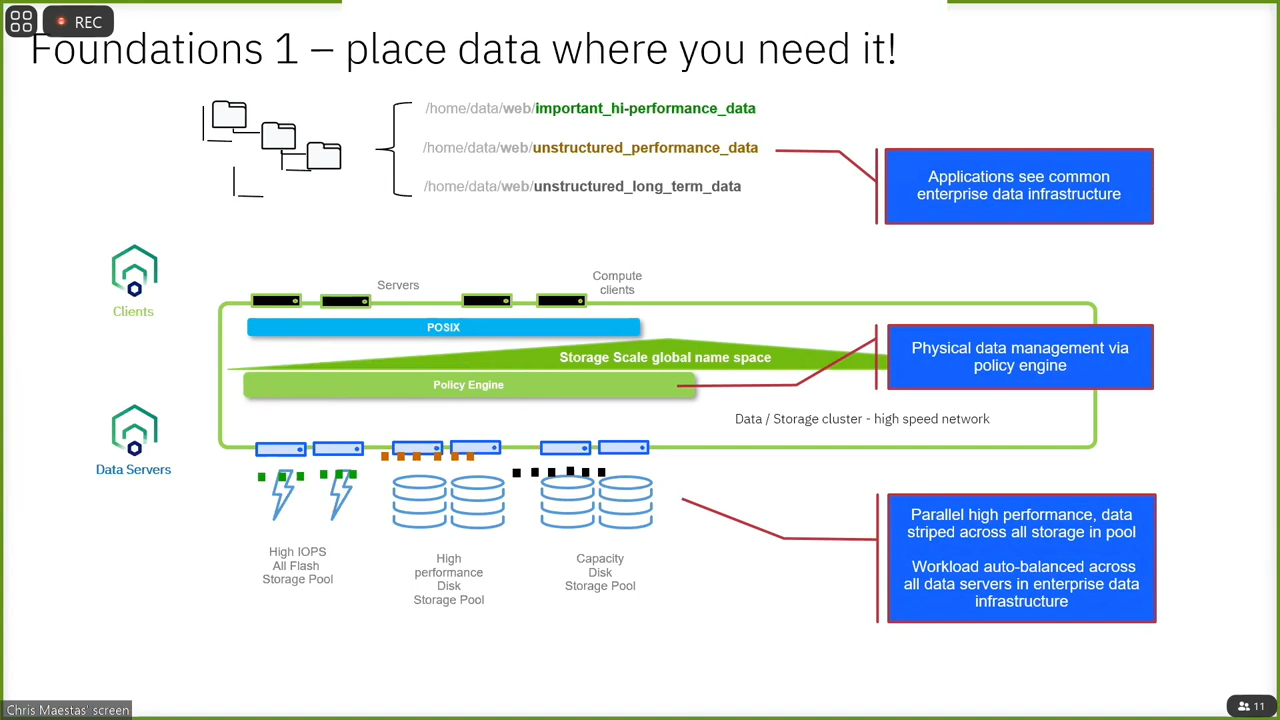 REC
Foundations 1 – place data where you need it!
/home/data/web/important_hi-performance_data
/home/data/web/unstructured_performance_data
/home/data/web/unstructured_long_term_data
Applications see common
enterprise data infrastructure
Clients
Servers
Compute
clients
POSIX
Storage Scale global name space
Policy Engine
Physical data management via
policy engine
Data / Storage cluster - high speed network
Data Servers
High IOPS
All Flash
Storage Pool
High
performance
Disk
Storage Pool
Capacity
Disk
Storage Pool
Parallel high performance, data
striped across all storage in pool
Workload auto-balanced across
all data servers in enterprise data
infrastructure
Chris Maestas' screen
11